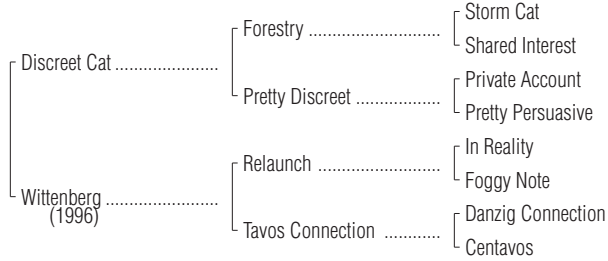 Storm Cat
Forestry ..................................
Shared Interest
Discreet Cat ...........................
Private Account
Pretty Discreet ......................
Pretty Persuasive
In Reality
Relaunch ................................
Foggy Note
Wittenberg .............................
(1996)
Danzig Connection
Tavos Connection ..............
Centavos